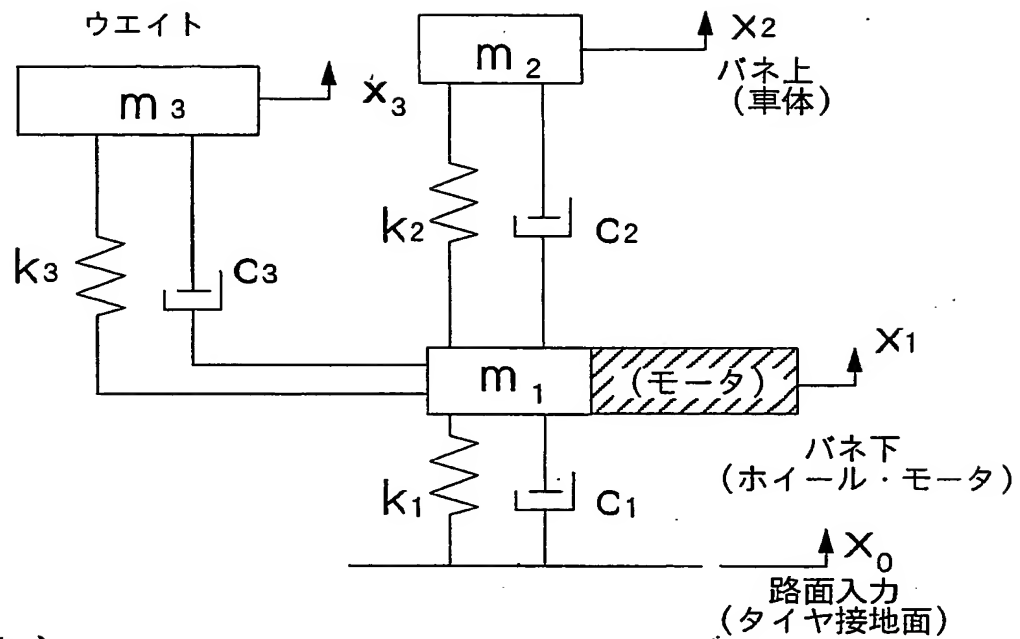 ウエイト
m3
x3
k3
c3
m2
x2
バネ上
(車体)
k2
c2
m1
(モータ)
x1
バネ下
(ホイール・モータ)
k1
c1
x0
路面入力
(タイヤ接地面)